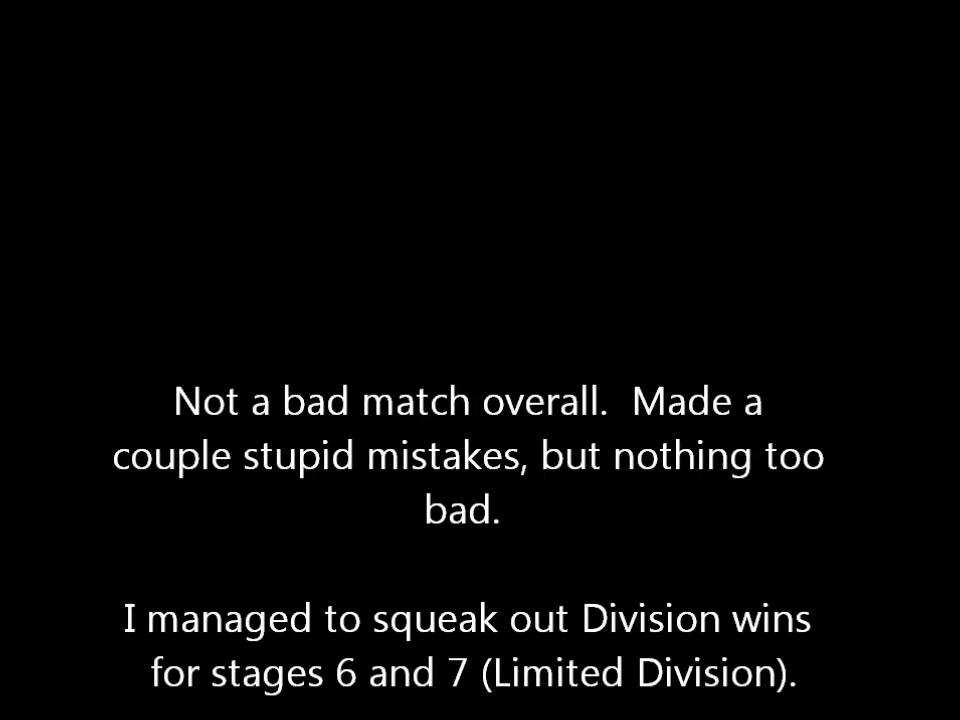 Not a bad match overall.  Made a
couple stupid mistakes, but nothing too
bad.
I managed to squeak out Division wins
for stages 6 and 7 (Limited Division).